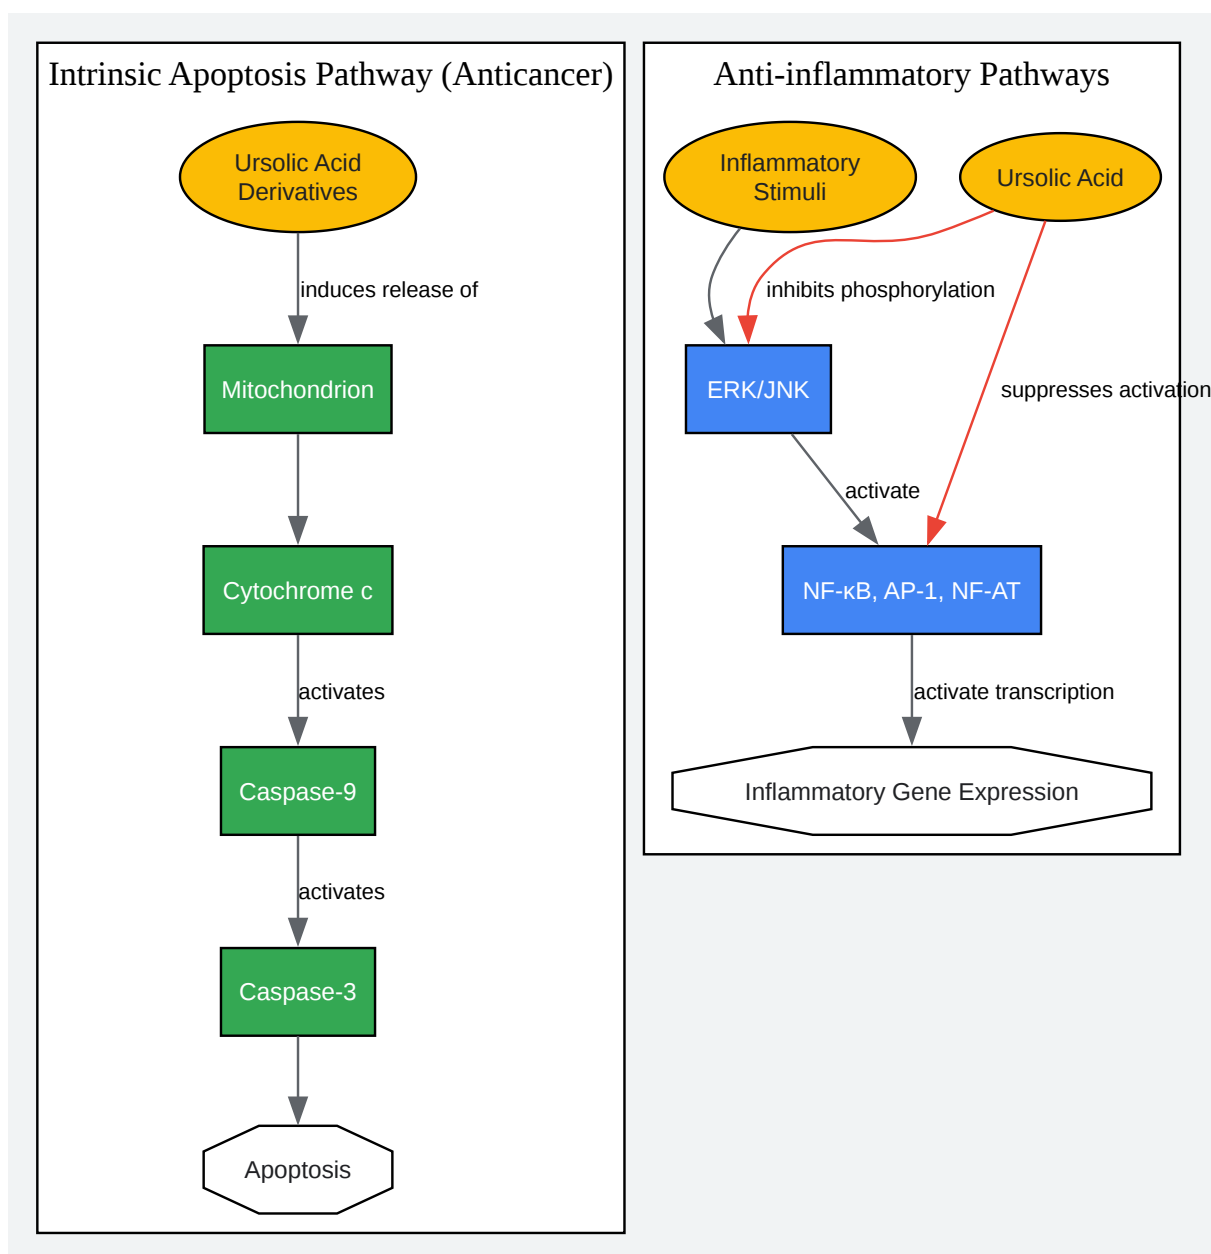 Intrinsic Apoptosis Pathway (Anticancer)
Ursolic Acid
Derivatives
induces release of
Mitochondrion
Cytochrome c
activates
Caspase-9
activates
Caspase-3
Apoptosis
Anti-inflammatory Pathways
Inflammatory
Stimuli
Ursolic Acid
inhibits phosphorylation
ERK/JNK
suppresses activation
activate
NF-κB, AP-1, NF-AT
activate transcription
Inflammatory Gene Expression